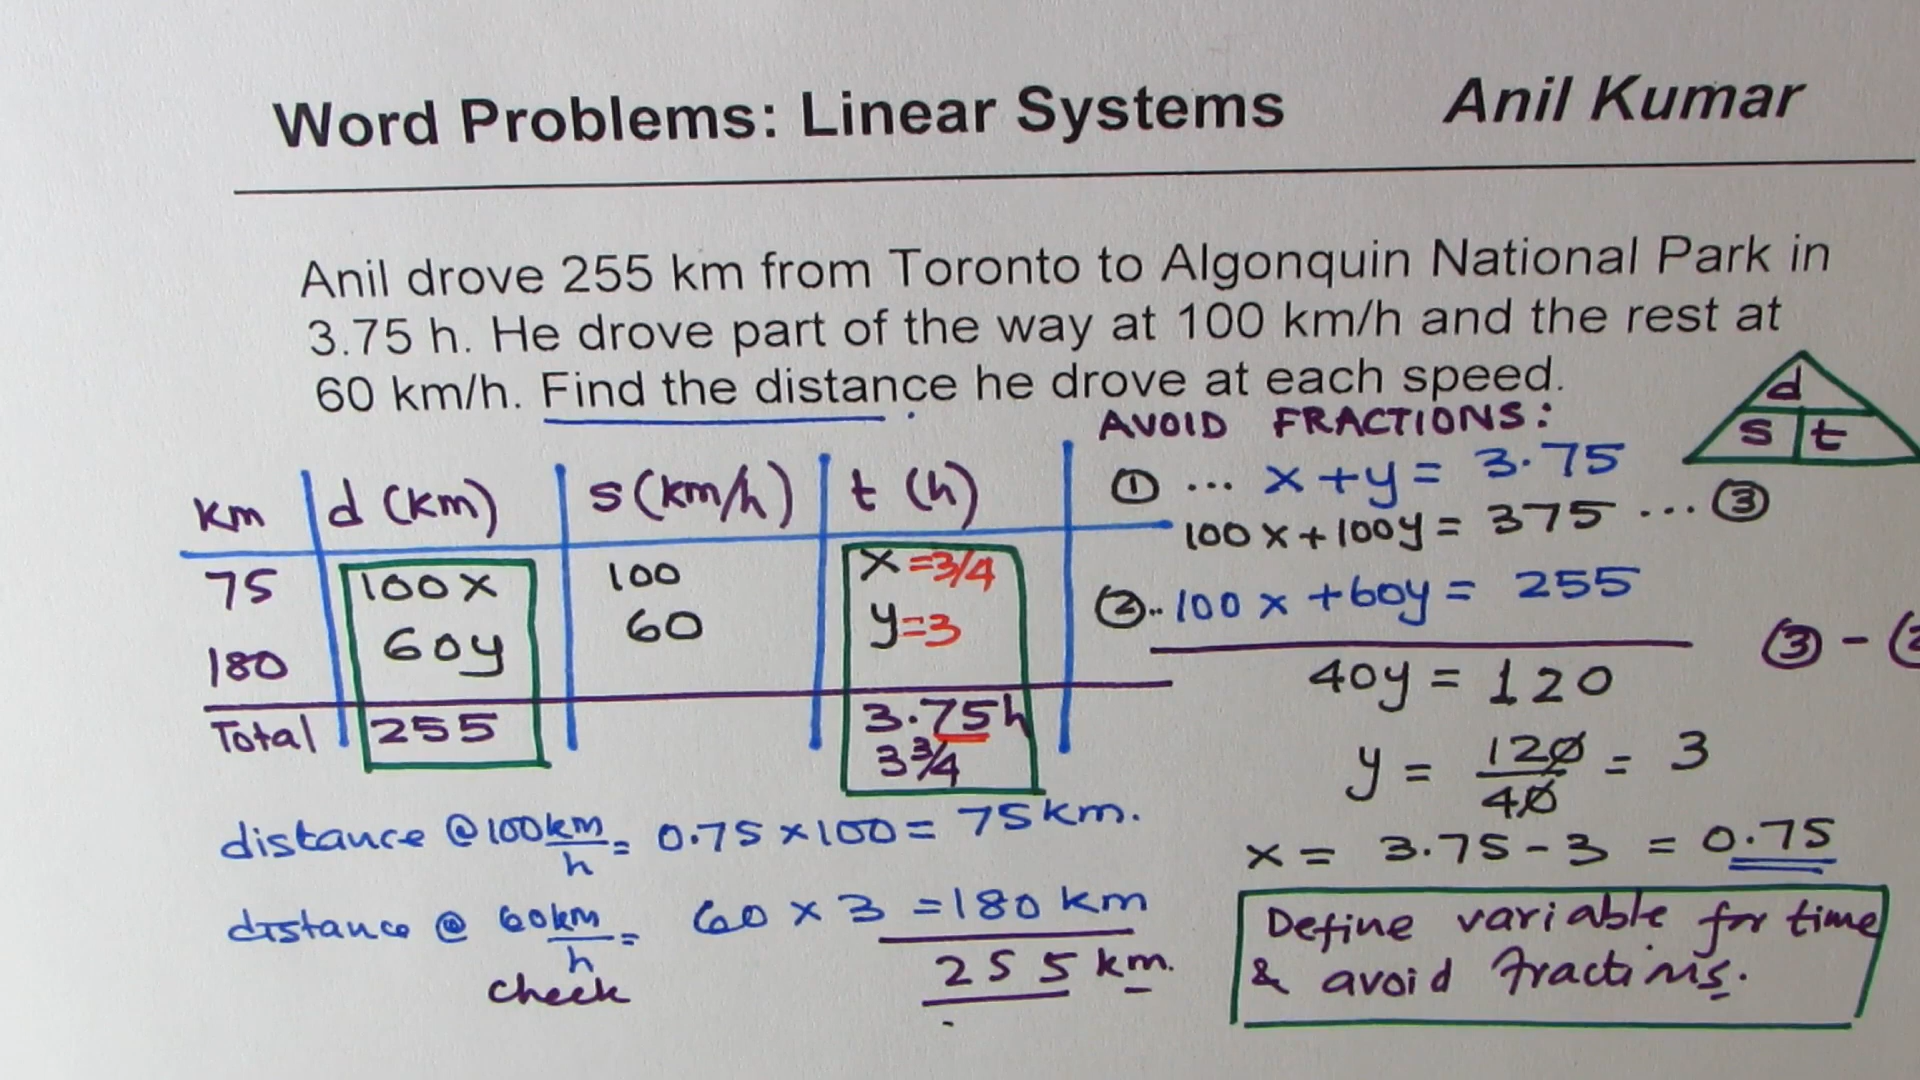 Word Problems: Linear Systems Anil Kumar
Anil drove 255 km from Toronto to Algonquin National Park in
3.75 h. He drove part of the way at 100 km/h and the rest at
60 km/h. Find the distance he drove at each speed.
d
s t
AVOID FRACTIONS:
km d (km) s (km/h) t (h)
75 100x 100 x = 3/4
180 60y 60 y = 3
Total 255 3.75 h
3 3/4
① ... x + y = 3.75
100x + 100y = 375 ... ③
②.. 100x + 60y = 255
③ - (2
40y = 120
y = 120/40 = 3
x = 3.75 - 3 = 0.75
distance @ 100 km/h = 0.75 x 100 = 75 km.
distance @ 60 km/h = 60 x 3 = 180 km
check 255 km.
Define variable for time
& avoid fractions.